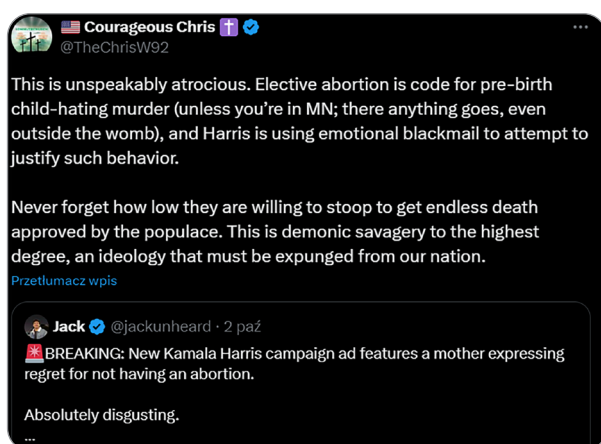 Courageous Chris
@TheChrisW92
This is unspeakably atrocious. Elective abortion is code for pre-birth
child-hating murder (unless you’re in MN; there anything goes, even
outside the womb), and Harris is using emotional blackmail to attempt to
justify such behavior.
Never forget how low they are willing to stoop to get endless death
approved by the populace. This is demonic savagery to the highest
degree, an ideology that must be expunged from our nation.
Przetłumacz wpis
Jack @jackunheard · 2 paź
🚨BREAKING: New Kamala Harris campaign ad features a mother expressing
regret for not having an abortion.
Absolutely disgusting.
...